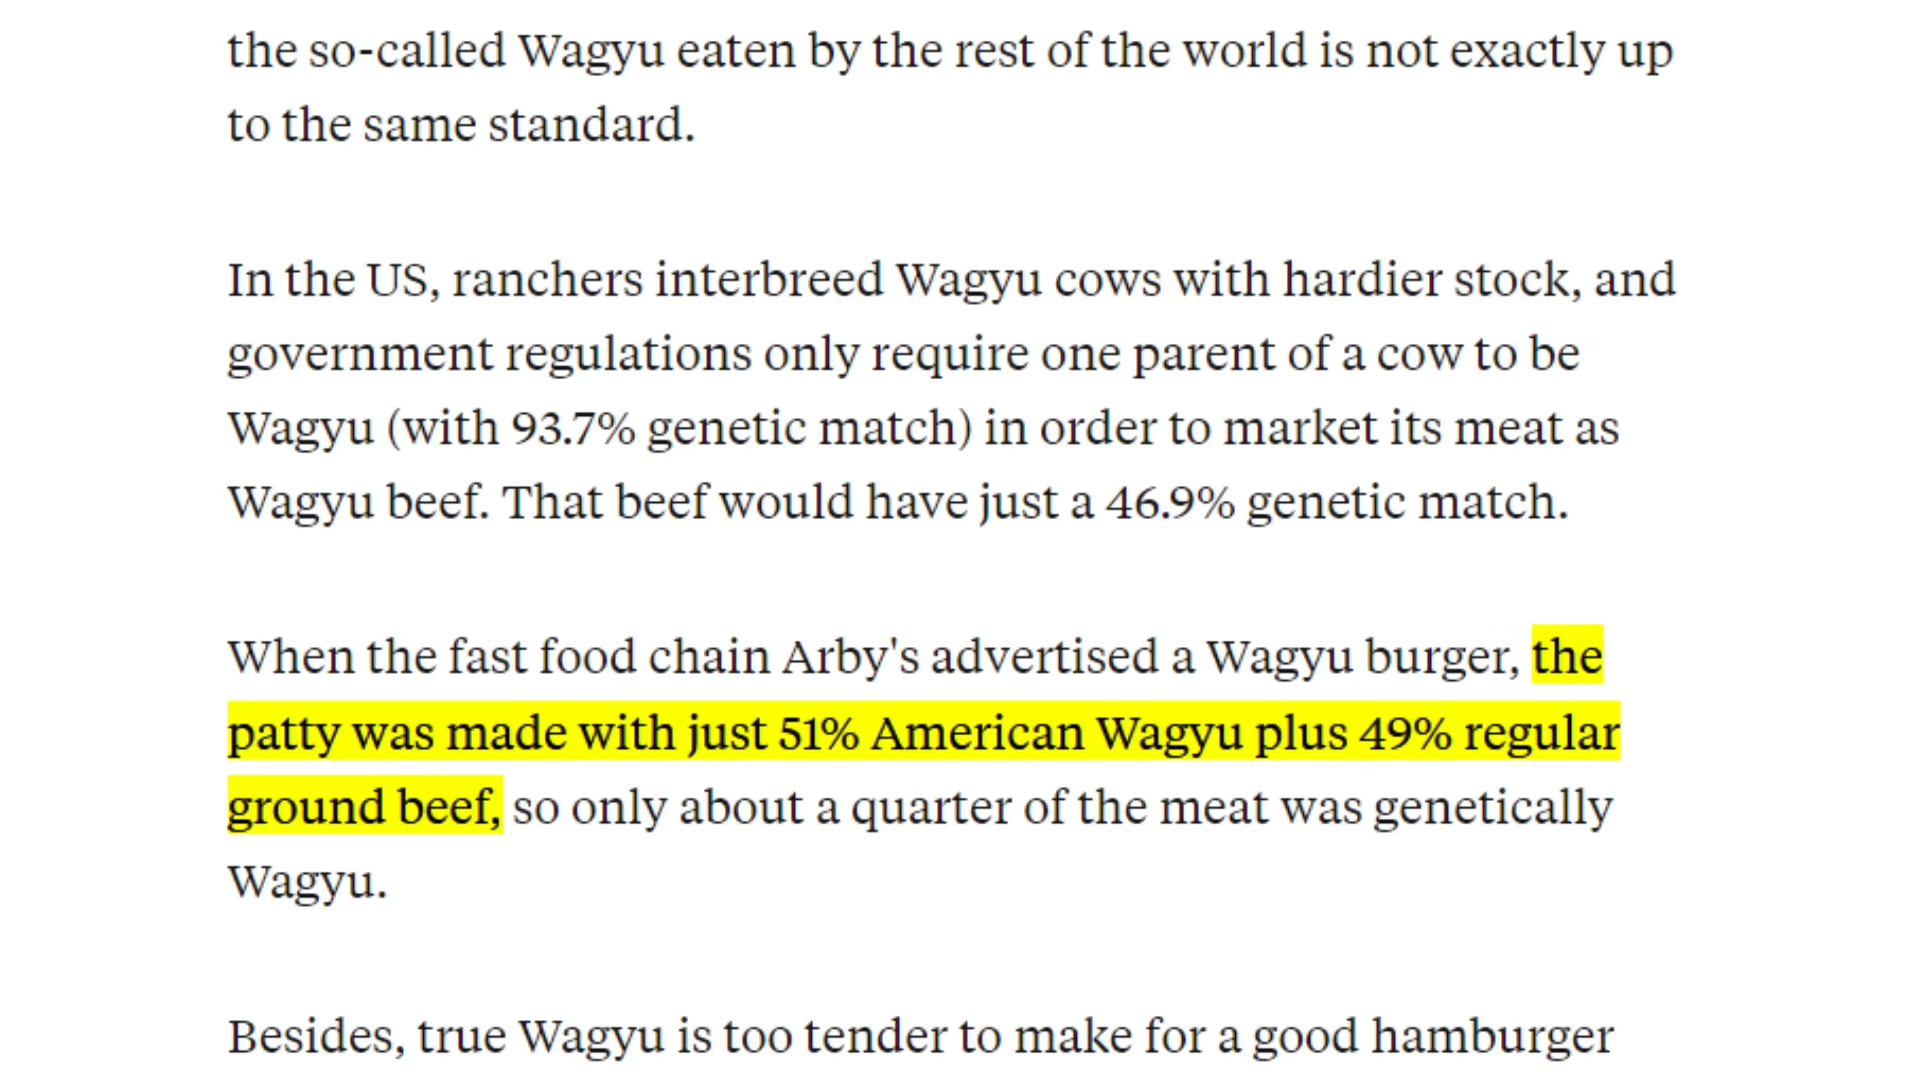 the so-called Wagyu eaten by the rest of the world is not exactly up
to the same standard.
In the US, ranchers interbreed Wagyu cows with hardier stock, and
government regulations only require one parent of a cow to be
Wagyu (with 93.7% genetic match) in order to market its meat as
Wagyu beef. That beef would have just a 46.9% genetic match.
When the fast food chain Arby's advertised a Wagyu burger, the
patty was made with just 51% American Wagyu plus 49% regular
ground beef, so only about a quarter of the meat was genetically
Wagyu.
Besides, true Wagyu is too tender to make for a good hamburger